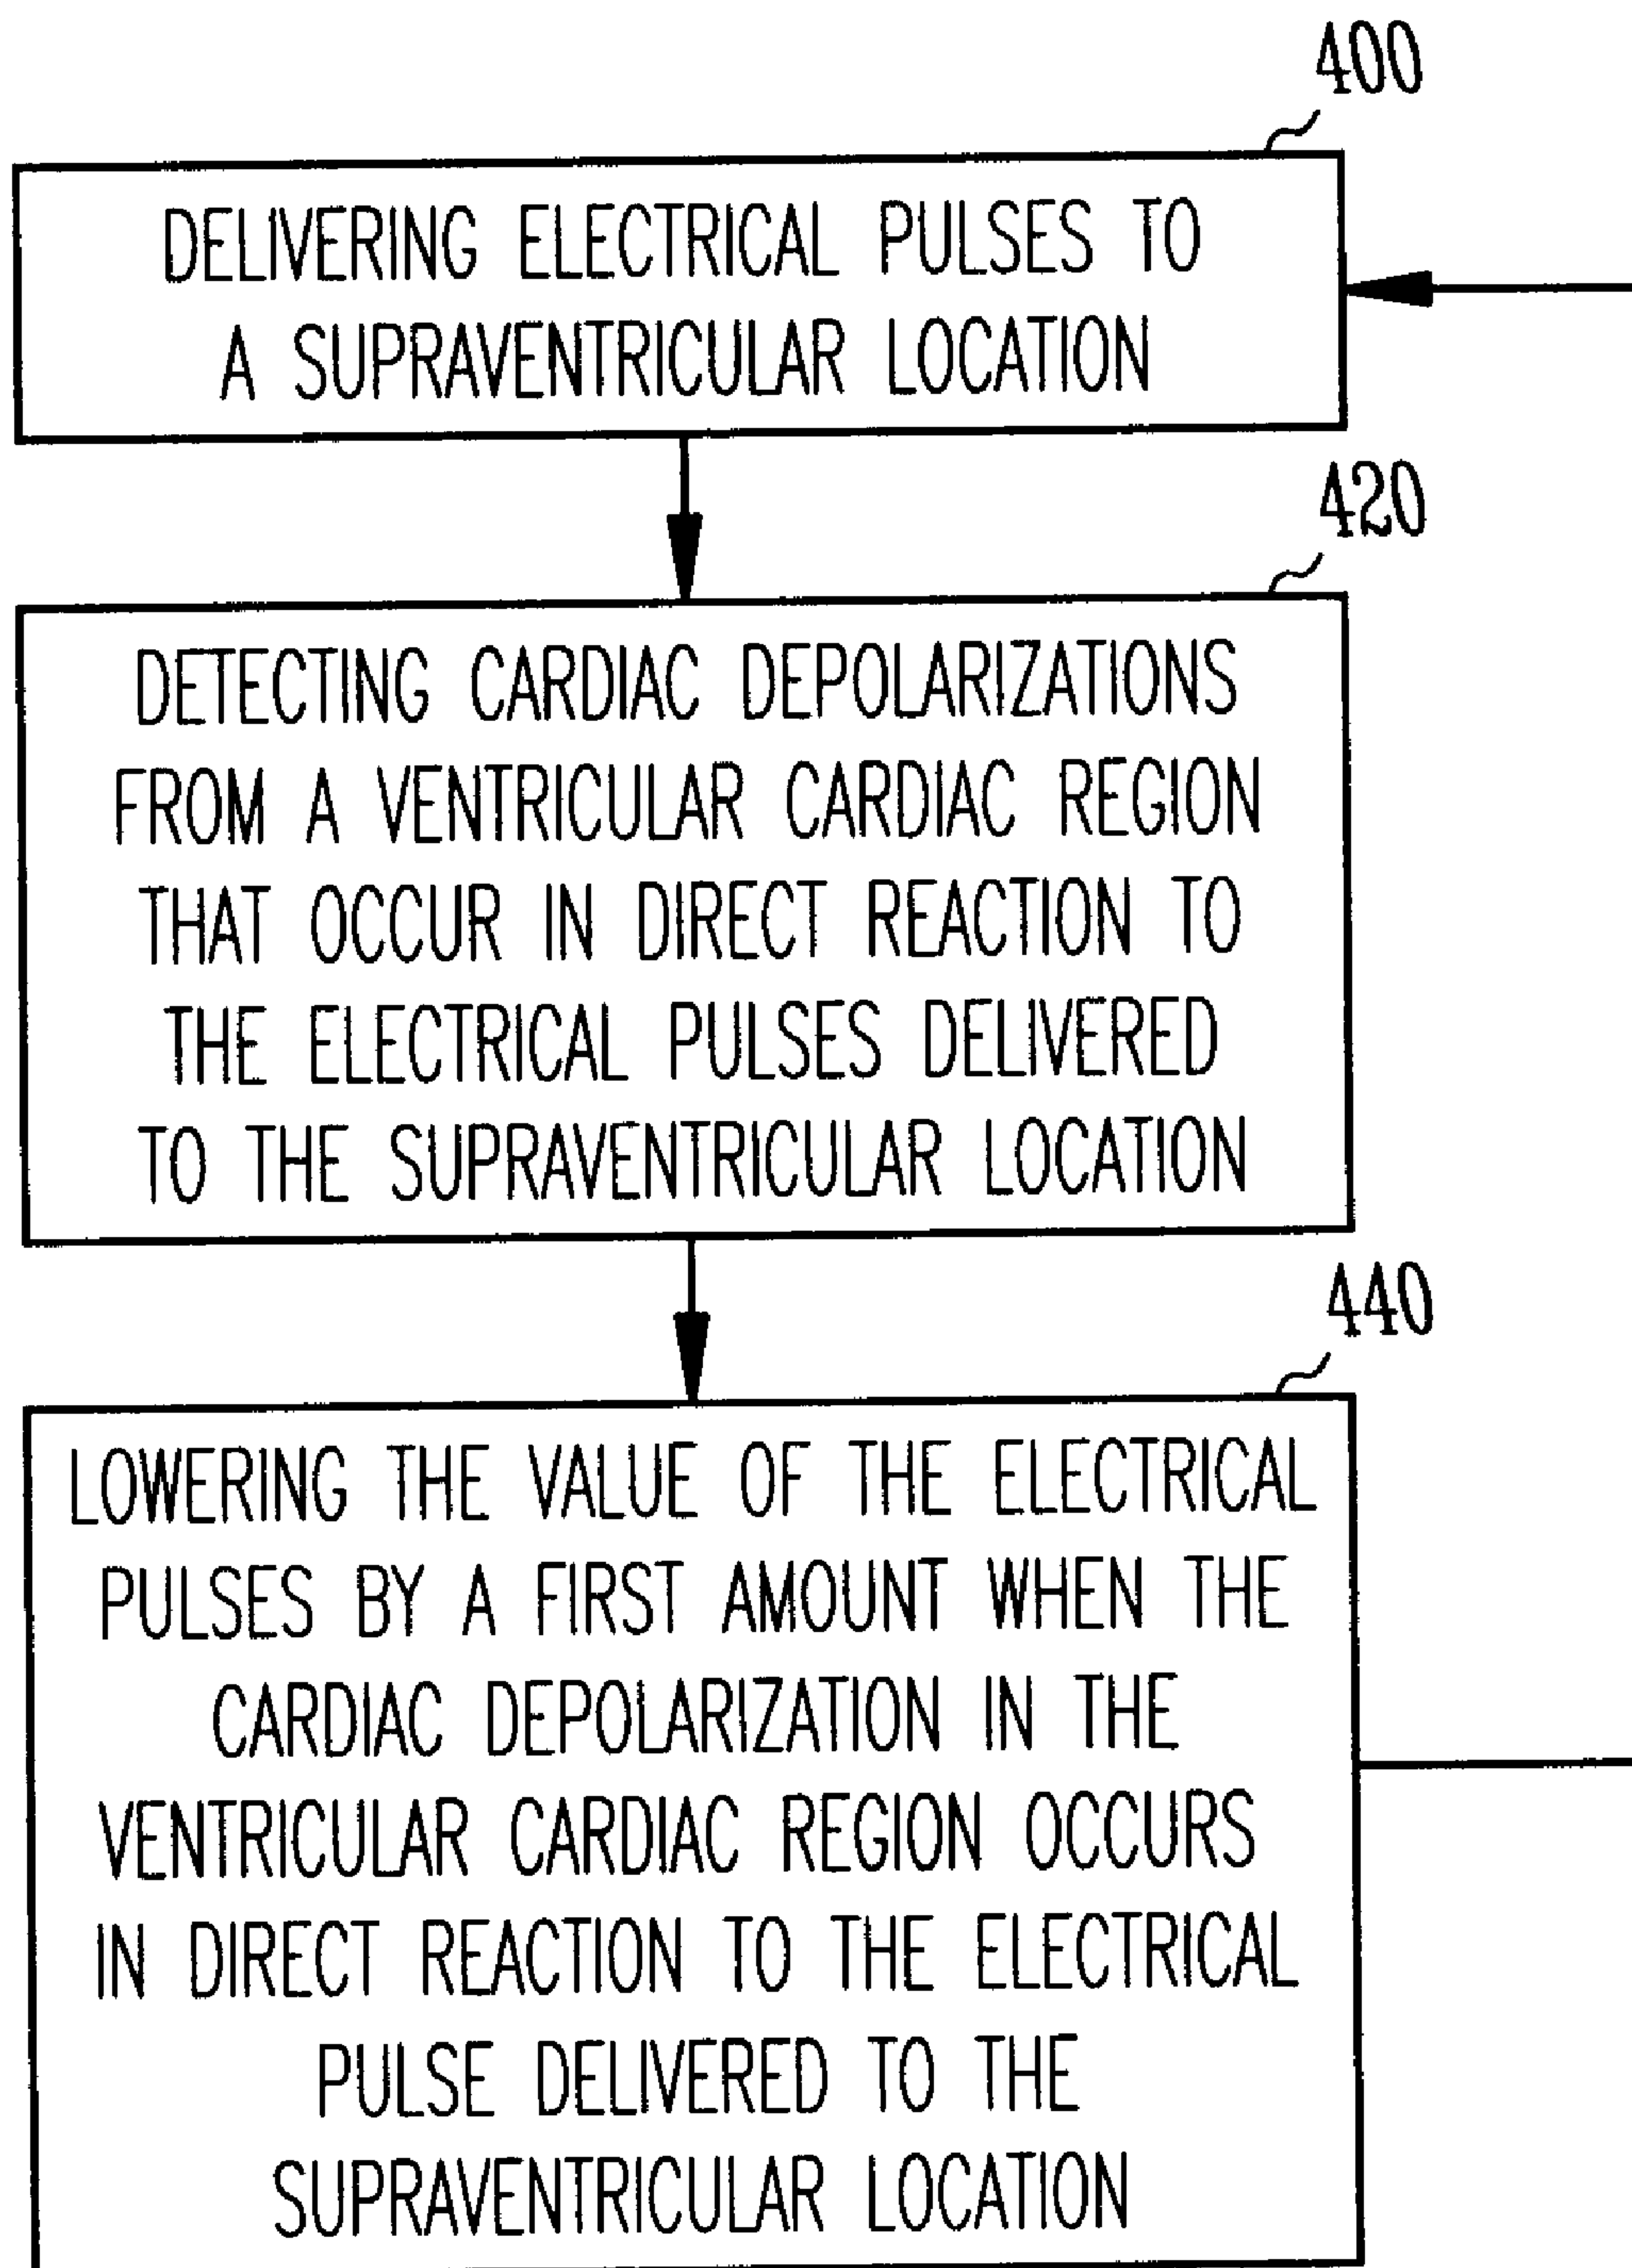 400
DELIVERING ELECTRICAL PULSES TO
A SUPRAVENTRICULAR LOCATION
420
DETECTING CARDIAC DEPOLARIZATIONS
FROM A VENTRICULAR CARDIAC REGION
THAT OCCUR IN DIRECT REACTION TO
THE ELECTRICAL PULSES DELIVERED
TO THE SUPRAVENTRICULAR LOCATION
440
LOWERING THE VALUE OF THE ELECTRICAL
PULSES BY A FIRST AMOUNT WHEN THE
CARDIAC DEPOLARIZATION IN THE
VENTRICULAR CARDIAC REGION OCCURS
IN DIRECT REACTION TO THE ELECTRICAL
PULSE DELIVERED TO THE
SUPRAVENTRICULAR LOCATION